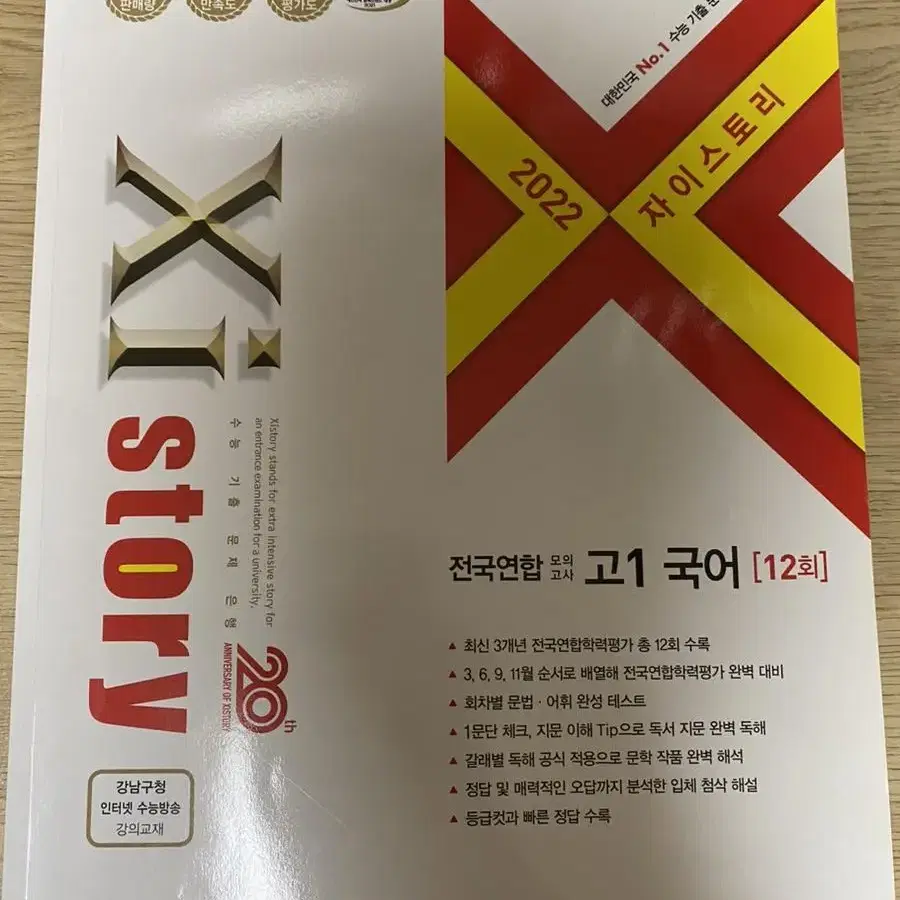 판매량
만족도
평가도
대한민국 No.1 수능 기출 문
2022 자이스토리
Xi story
Xistory stands for extra intensive story for
an entrance examination for a university.
수능 기출 문제 은행
20th
ANNIVERSARY OF XISTORY
전국연합 모의고사 고1 국어 [12회]
▲ 최신 3개년 전국연합학력평가 총 12회 수록
▲ 3, 6, 9, 11월 순서로 배열해 전국연합학력평가 완벽 대비
▲ 회차별 문법 · 어휘 완성 테스트
▲ 1문단 체크, 지문 이해 Tip으로 독서 지문 완벽 독해
▲ 갈래별 독해 공식 적용으로 문학 작품 완벽 해석
▲ 정답 및 매력적인 오답까지 분석한 입체 첨삭 해설
▲ 등급컷과 빠른 정답 수록
강남구청
인터넷 수능방송
강의교재